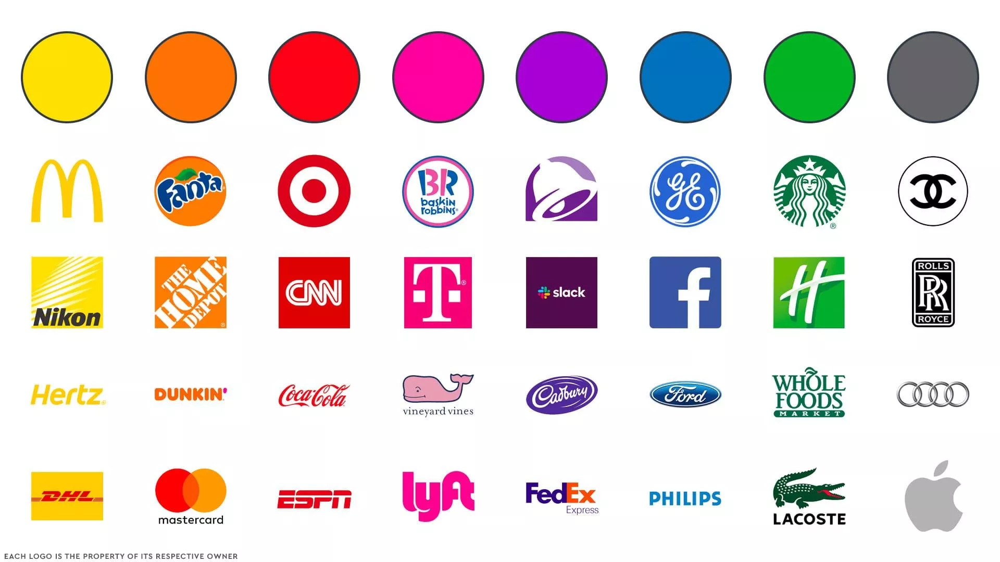 Fanta
BR
baskin
robbins®
GE
®
Nikon
THE
HOME
DEPOT
®
CNN
T®
slack
f
H
ROLLS
RR
ROYCE
Hertz®
DUNKIN'
Coca-Cola
vineyard vines
Cadbury
Ford
WHOLE
FOODS
MARKET
DHL
mastercard
ESPN
lyft
FedEx
Express
PHILIPS
LACOSTE
EACH LOGO IS THE PROPERTY OF ITS RESPECTIVE OWNER